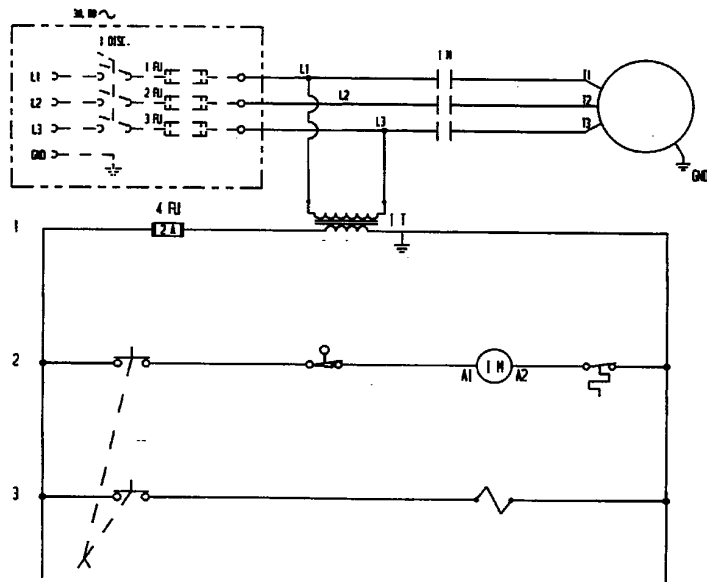 1 DISC.
L1
1 FU
L1
1 M
T1
L2
2 FU
L2
T2
L3
3 FU
L3
T3
GND
GND
4 FU
1 T
1
2 A
2
A1
1 M
A2
3